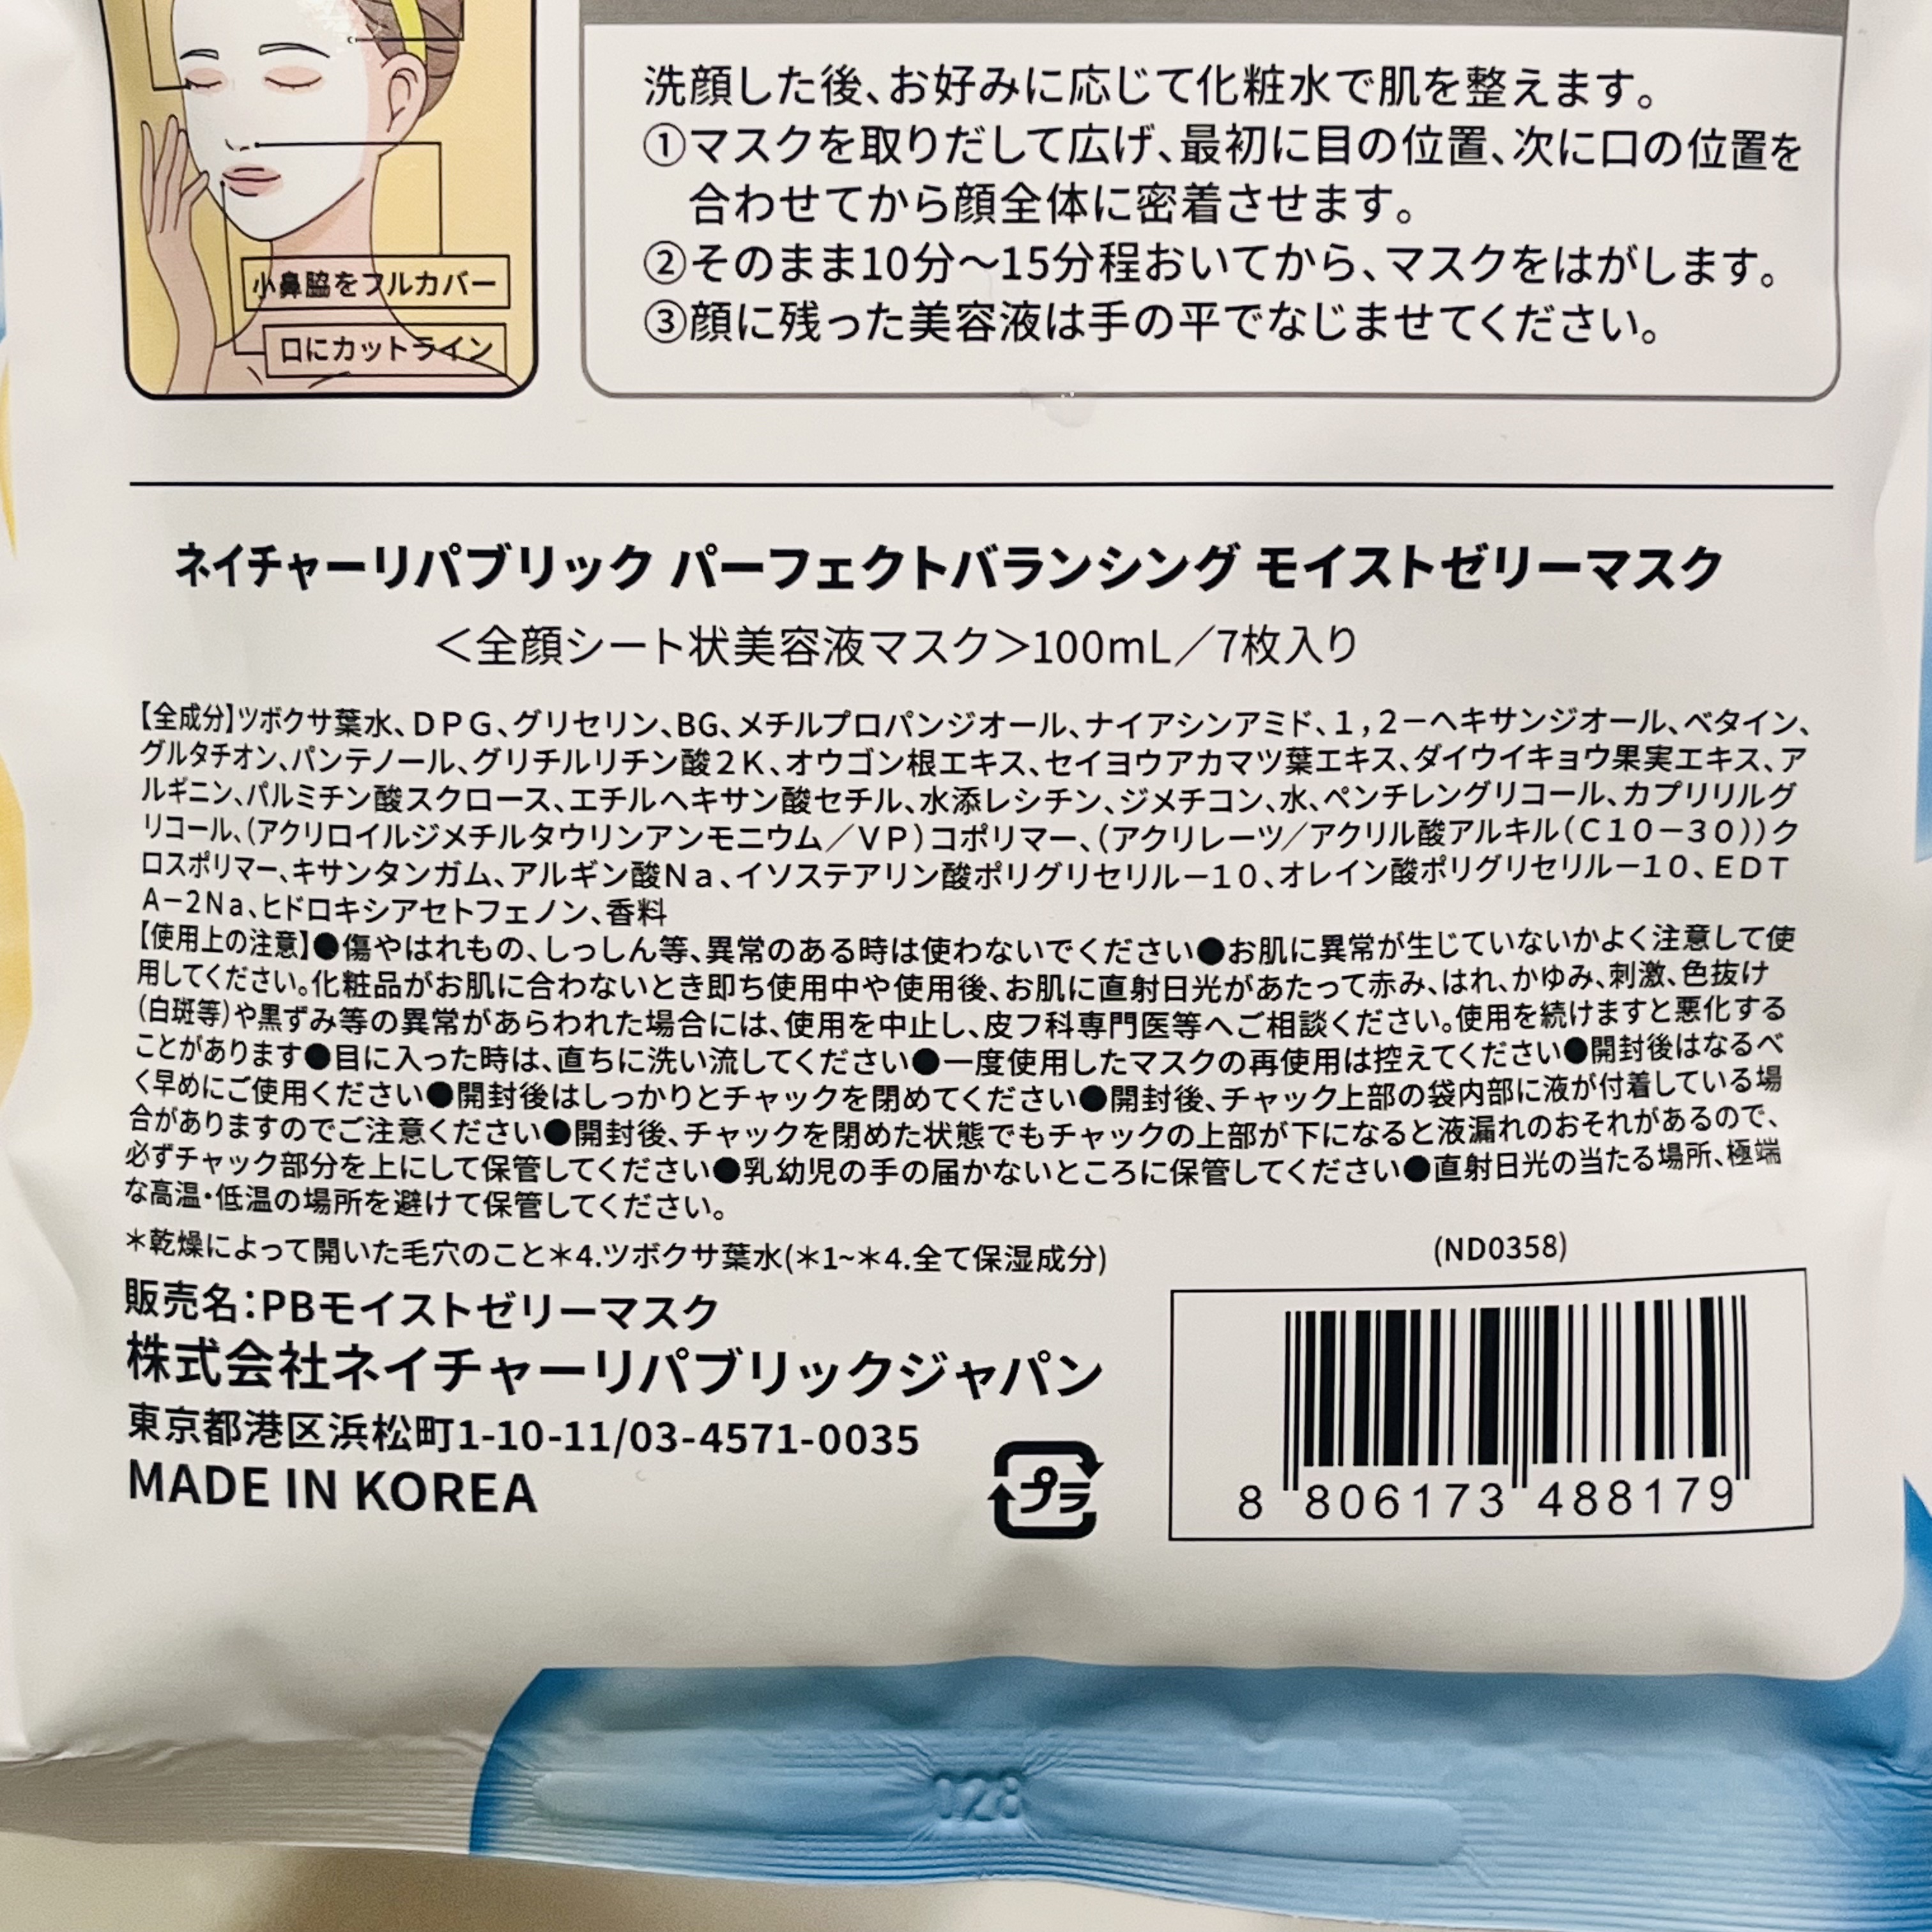 小鼻脇をフルカバー
口にカットライン
洗顔した後、お好みに応じて化粧水で肌を整えます。
①マスクを取りだして広げ、最初に目の位置、次に口の位置を
合わせてから顔全体に密着させます。
②そのまま10分〜15分程おいてから、マスクをはがします。
③顔に残った美容液は手の平でなじませてください。
ネイチャーリパブリック パーフェクトバランシング モイストゼリーマスク
＜全顔シート状美容液マスク＞100mL／7枚入り
【全成分】ツボクサ葉水、DPG、グリセリン、BG、メチルプロパンジオール、ナイアシンアミド、1，2－ヘキサンジオール、ベタイン、
グルタチオン、パンテノール、グリチルリチン酸2K、オウゴン根エキス、セイヨウアカマツ葉エキス、ダイウイキョウ果実エキス、ア
ルギニン、パルミチン酸スクロース、エチルヘキサン酸セチル、水添レシチン、ジメチコン、水、ペンチレングリコール、カプリリルグ
リコール、（アクリロイルジメチルタウリンアンモニウム／VP）コポリマー、（アクリレーツ／アクリル酸アルキル（C10－30））ク
ロスポリマー、キサンタンガム、アルギン酸Na、イソステアリン酸ポリグリセリル－10、オレイン酸ポリグリセリル－10、EDT
A－2Na、ヒドロキシアセトフェノン、香料
【使用上の注意】●傷やはれもの、しっしん等、異常のある時は使わないでください●お肌に異常が生じていないかよく注意して使
用してください。化粧品がお肌に合わないとき即ち使用中や使用後、お肌に直射日光があたって赤み、はれ、かゆみ、刺激、色抜け
（白斑等）や黒ずみ等の異常があらわれた場合には、使用を中止し、皮フ科専門医等へご相談ください。使用を続けますと悪化する
ことがあります●目に入った時は、直ちに洗い流してください●一度使用したマスクの再使用は控えてください●開封後はなるべ
く早めにご使用ください●開封後はしっかりとチャックを閉めてください●開封後、チャック上部の袋内部に液が付着している場
合がありますのでご注意ください●開封後、チャックを閉めた状態でもチャックの上部が下になると液漏れのおそれがあるので、
必ずチャック部分を上にして保管してください●乳幼児の手の届かないところに保管してください●直射日光の当たる場所、極端
な高温・低温の場所を避けて保管してください。
＊乾燥によって開いた毛穴のこと＊4.ツボクサ葉水(＊1~＊4.全て保湿成分)
(ND0358)
販売名：PBモイストゼリーマスク
株式会社ネイチャーリパブリックジャパン
東京都港区浜松町1-10-11/03-4571-0035
MADE IN KOREA
プラ
8 806173 488179
028